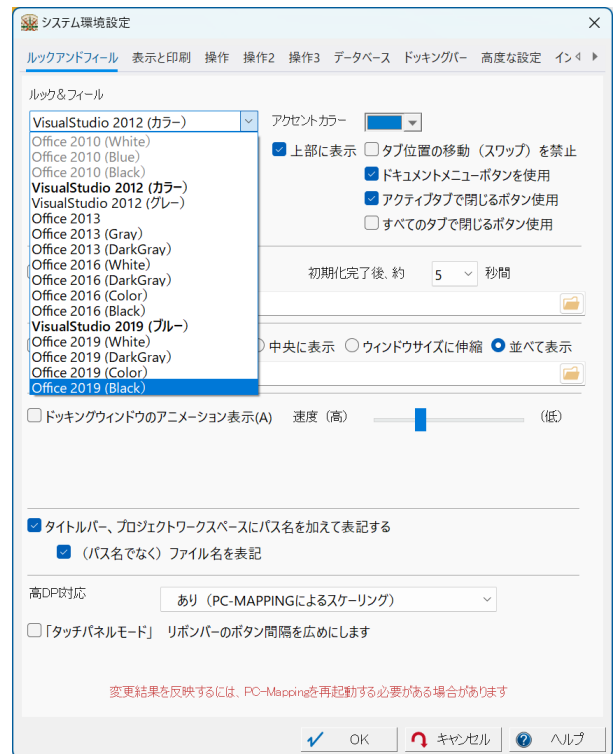 システム環境設定
ルックアンドフィール 表示と印刷 操作 操作2 操作3 データベース ドッキングバー 高度な設定 イン
ルック&フィール
VisualStudio 2012 (カラー) アクセントカラー
Office 2010 (White)
Office 2010 (Blue)
Office 2010 (Black)
VisualStudio 2012 (カラー)
VisualStudio 2012 (グレー)
Office 2013
Office 2013 (Gray)
Office 2013 (DarkGray)
Office 2016 (White)
Office 2016 (DarkGray)
Office 2016 (Color)
Office 2016 (Black)
VisualStudio 2019 (ブルー)
Office 2019 (White)
Office 2019 (DarkGray)
Office 2019 (Color)
Office 2019 (Black)
上部に表示 タブ位置の移動（スワップ）を禁止
ドキュメントメニューボタンを使用
アクティブタブで閉じるボタン使用
すべてのタブで閉じるボタン使用
初期化完了後、約 5 秒間
中央に表示 ウィンドウサイズに伸縮 並べて表示
ドッキングウィンドウのアニメーション表示(A) 速度（高） （低）
タイトルバー、プロジェクトワークスペースにパス名を加えて表記する
（パス名でなく）ファイル名を表記
高DPI対応 あり（PC-MAPPINGによるスケーリング）
「タッチパネルモード」 リボンバーのボタン間隔を広めにします
変更結果を反映するには、PC-Mappingを再起動する必要がある場合があります
OK キャンセル ヘルプ